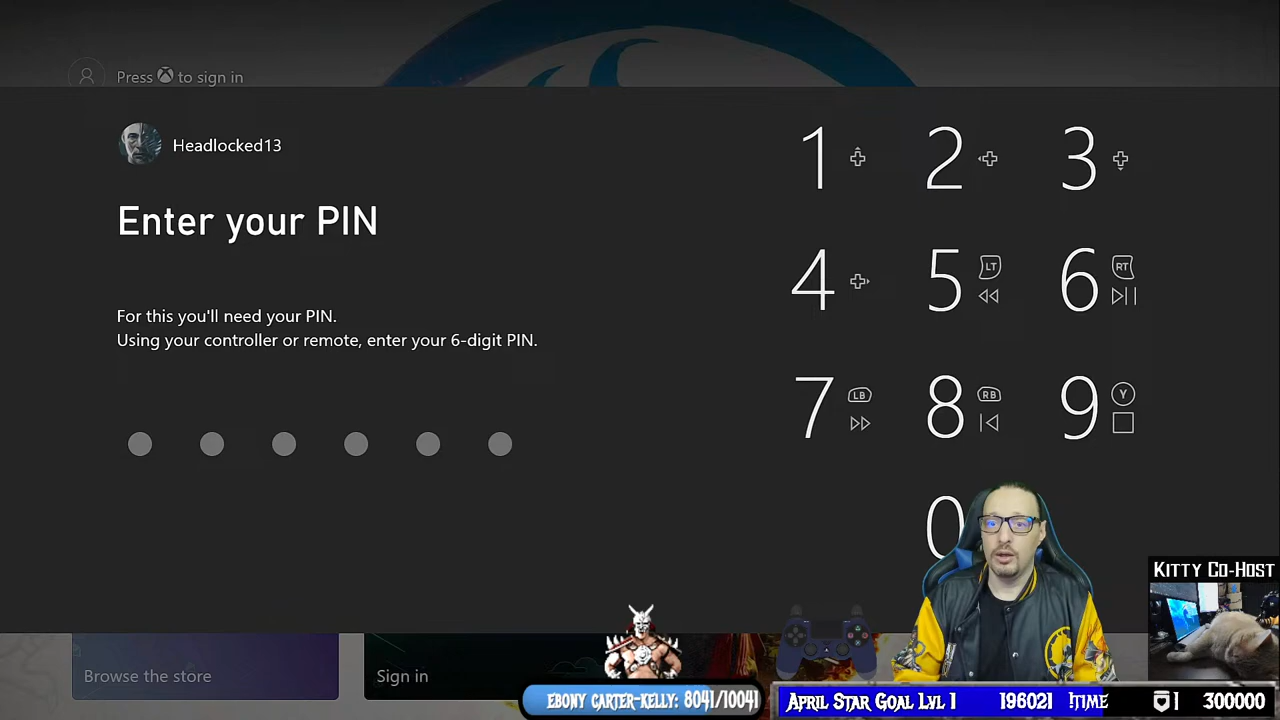 Press to sign in
Headlocked13
Enter your PIN
For this you'll need your PIN.
Using your controller or remote, enter your 6-digit PIN.
1 2 3
4 5 LT 6 RT
7 LB 8 RB 9 Y
0
KITTY CO-HOST
Browse the store
Sign in
EBONY CARTER-KELLY: 8041/10041
APRIL STAR GOAL LVL 1 196021 !TIME 1 300000